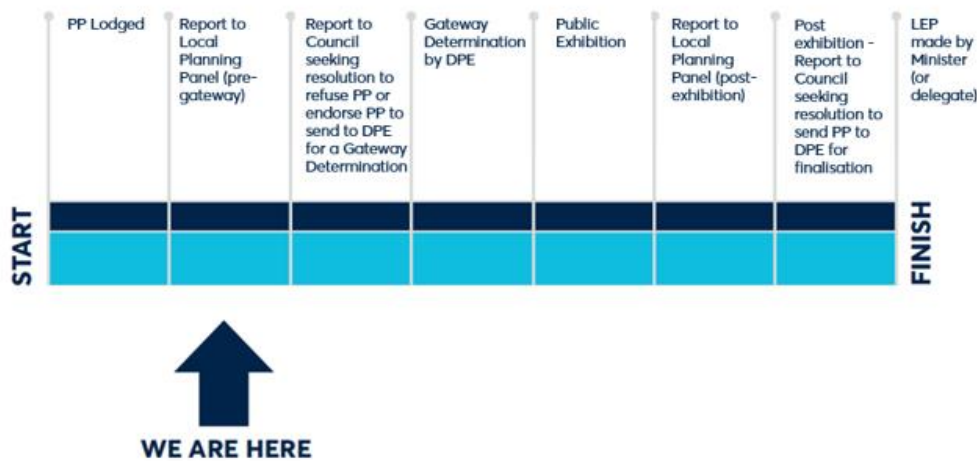 PP Lodged
Report to
Local
Planning
Panel (pre-
gateway)
Report to
Council
seeking
resolution to
refuse PP or
endorse PP to
send to DPE
for a Gateway
Determination
Gateway
Determination
by DPE
Public
Exhibition
Report to
Local
Planning
Panel (post-
exhibition)
Post
exhibition -
Report to
Council
seeking
resolution to
send PP to
DPE for
finalisation
LEP
made by
Minister
(or
delegate)
START
FINISH
WE ARE HERE